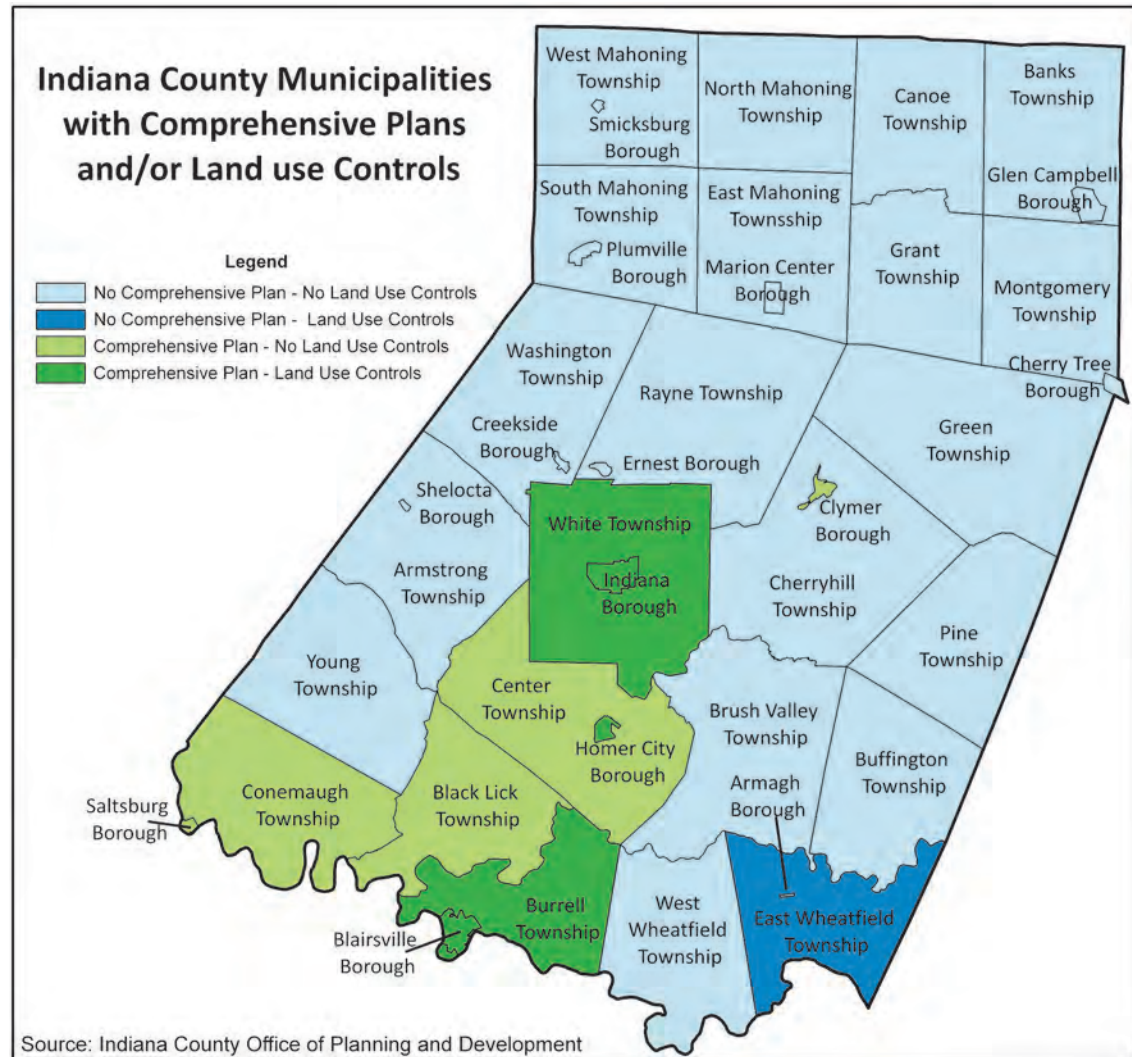 Indiana County Municipalities
with Comprehensive Plans
and/or Land use Controls
Legend
No Comprehensive Plan - No Land Use Controls
No Comprehensive Plan - Land Use Controls
Comprehensive Plan - No Land Use Controls
Comprehensive Plan - Land Use Controls
West Mahoning
Township
Smicksburg
Borough
North Mahoning
Township
Canoe
Township
Banks
Township
Glen Campbell
Borough
South Mahoning
Township
Plumville
Borough
East Mahoning
Townsship
Marion Center
Borough
Grant
Township
Montgomery
Township
Cherry Tree
Borough
Washington
Township
Creekside
Borough
Rayne Township
Ernest Borough
Green
Township
Shelocta
Borough
Armstrong
Township
White Township
Indiana
Borough
Clymer
Borough
Cherryhill
Township
Pine
Township
Young
Township
Center
Township
Homer City
Borough
Brush Valley
Township
Armagh
Borough
Buffington
Township
Saltsburg
Borough
Conemaugh
Township
Black Lick
Township
Blairsville
Borough
Burrell
Township
West
Wheatfield
Township
East Wheatfield
Township
Source: Indiana County Office of Planning and Development